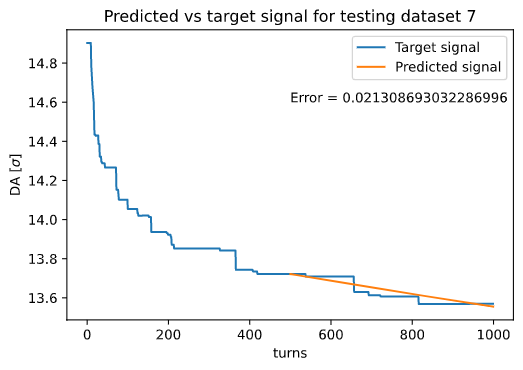 Predicted vs target signal for testing dataset 7
Target signal
Predicted signal
Error = 0.021308693032286996
DA [σ]
14.8
14.6
14.4
14.2
14.0
13.8
13.6
0 200 400 600 800 1000
turns